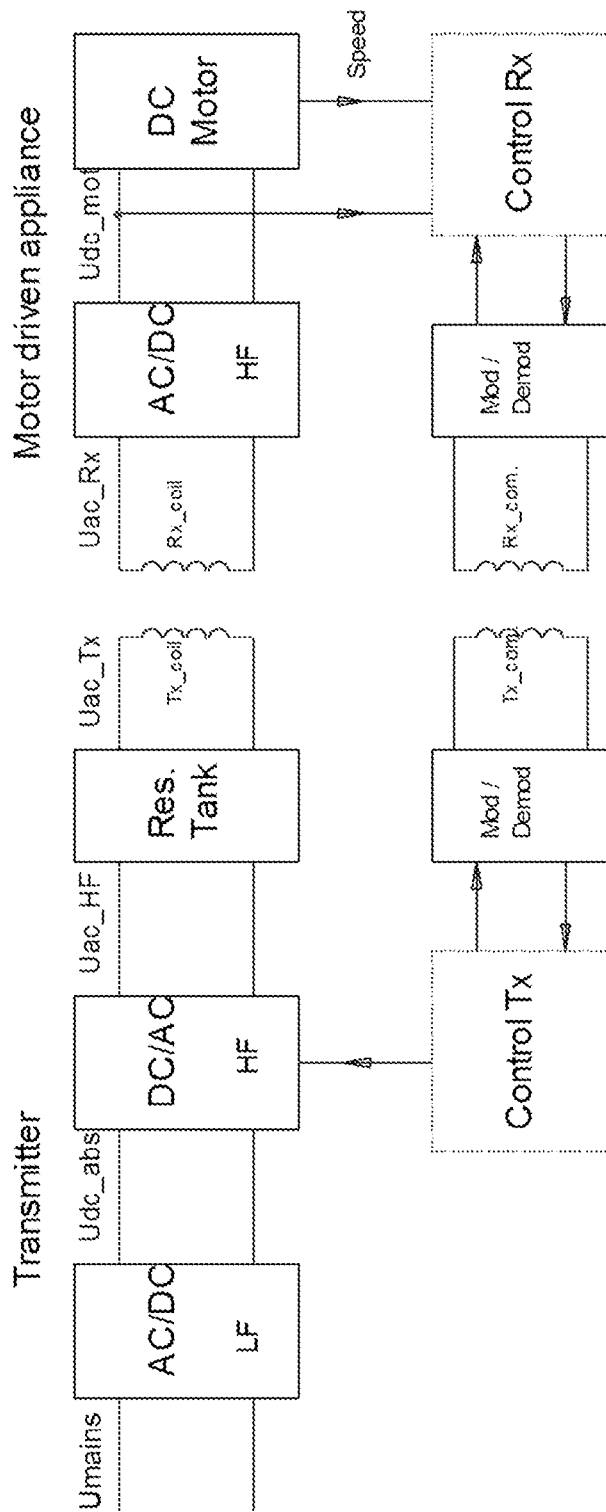 Transmitter
Motor driven appliance
Umains
AC/DC
LF
Udc_abs
DC/AC
HF
Uac_HF
Res.
Tank
Uac_Tx
Tx_coil
Uac_Rx
Rx_coil
AC/DC
HF
Udc_mot
DC
Motor
Speed
Control Tx
Mod /
Demod
Tx_com.
Rx_com.
Mod /
Demod
Control Rx